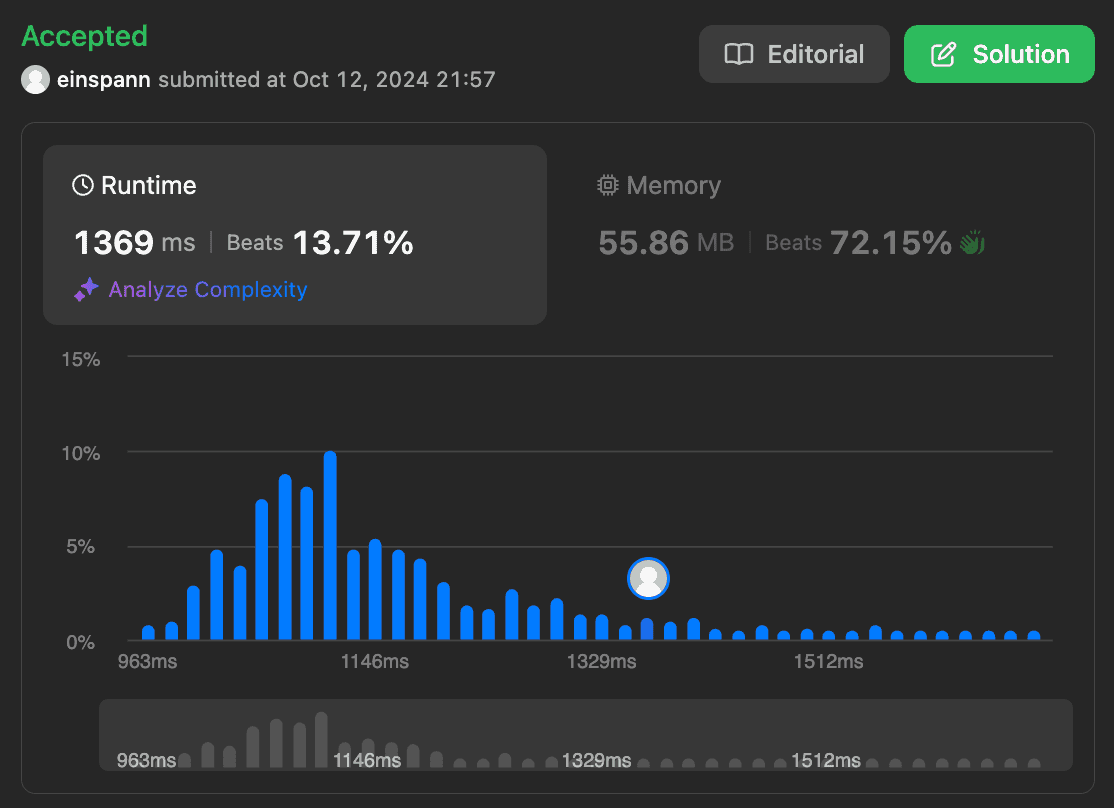 Accepted
einspann submitted at Oct 12, 2024 21:57
Editorial
Solution
Runtime
1369 ms | Beats 13.71%
Analyze Complexity
Memory
55.86 MB | Beats 72.15%
15%
10%
5%
0%
963ms 1146ms 1329ms 1512ms
963ms 1146ms 1329ms 1512ms